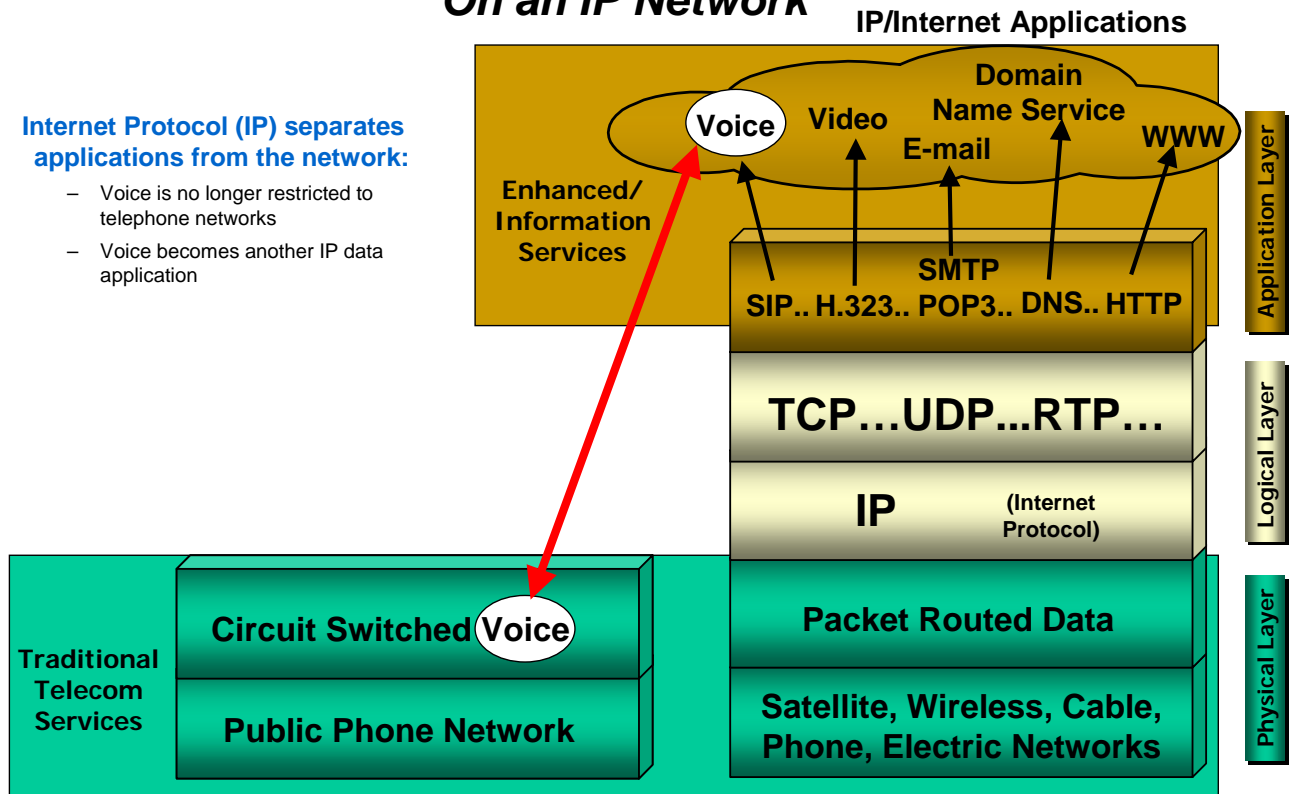 On an IP Network
IP/Internet Applications
Internet Protocol (IP) separates
applications from the network:
– Voice is no longer restricted to
telephone networks
– Voice becomes another IP data
application
Enhanced/
Information
Services
Voice
Video
E-mail
Domain
Name Service
WWW
SMTP
SIP.. H.323.. POP3.. DNS.. HTTP
TCP…UDP...RTP…
IP
(Internet
Protocol)
Traditional
Telecom
Services
Circuit Switched Voice
Public Phone Network
Packet Routed Data
Satellite, Wireless, Cable,
Phone, Electric Networks
Application Layer
Logical Layer
Physical Layer